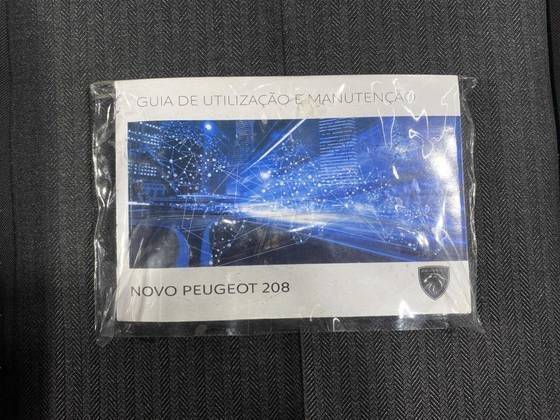 GUIA DE UTILIZAÇÃO E MANUTENÇÃO
NOVO PEUGEOT 208